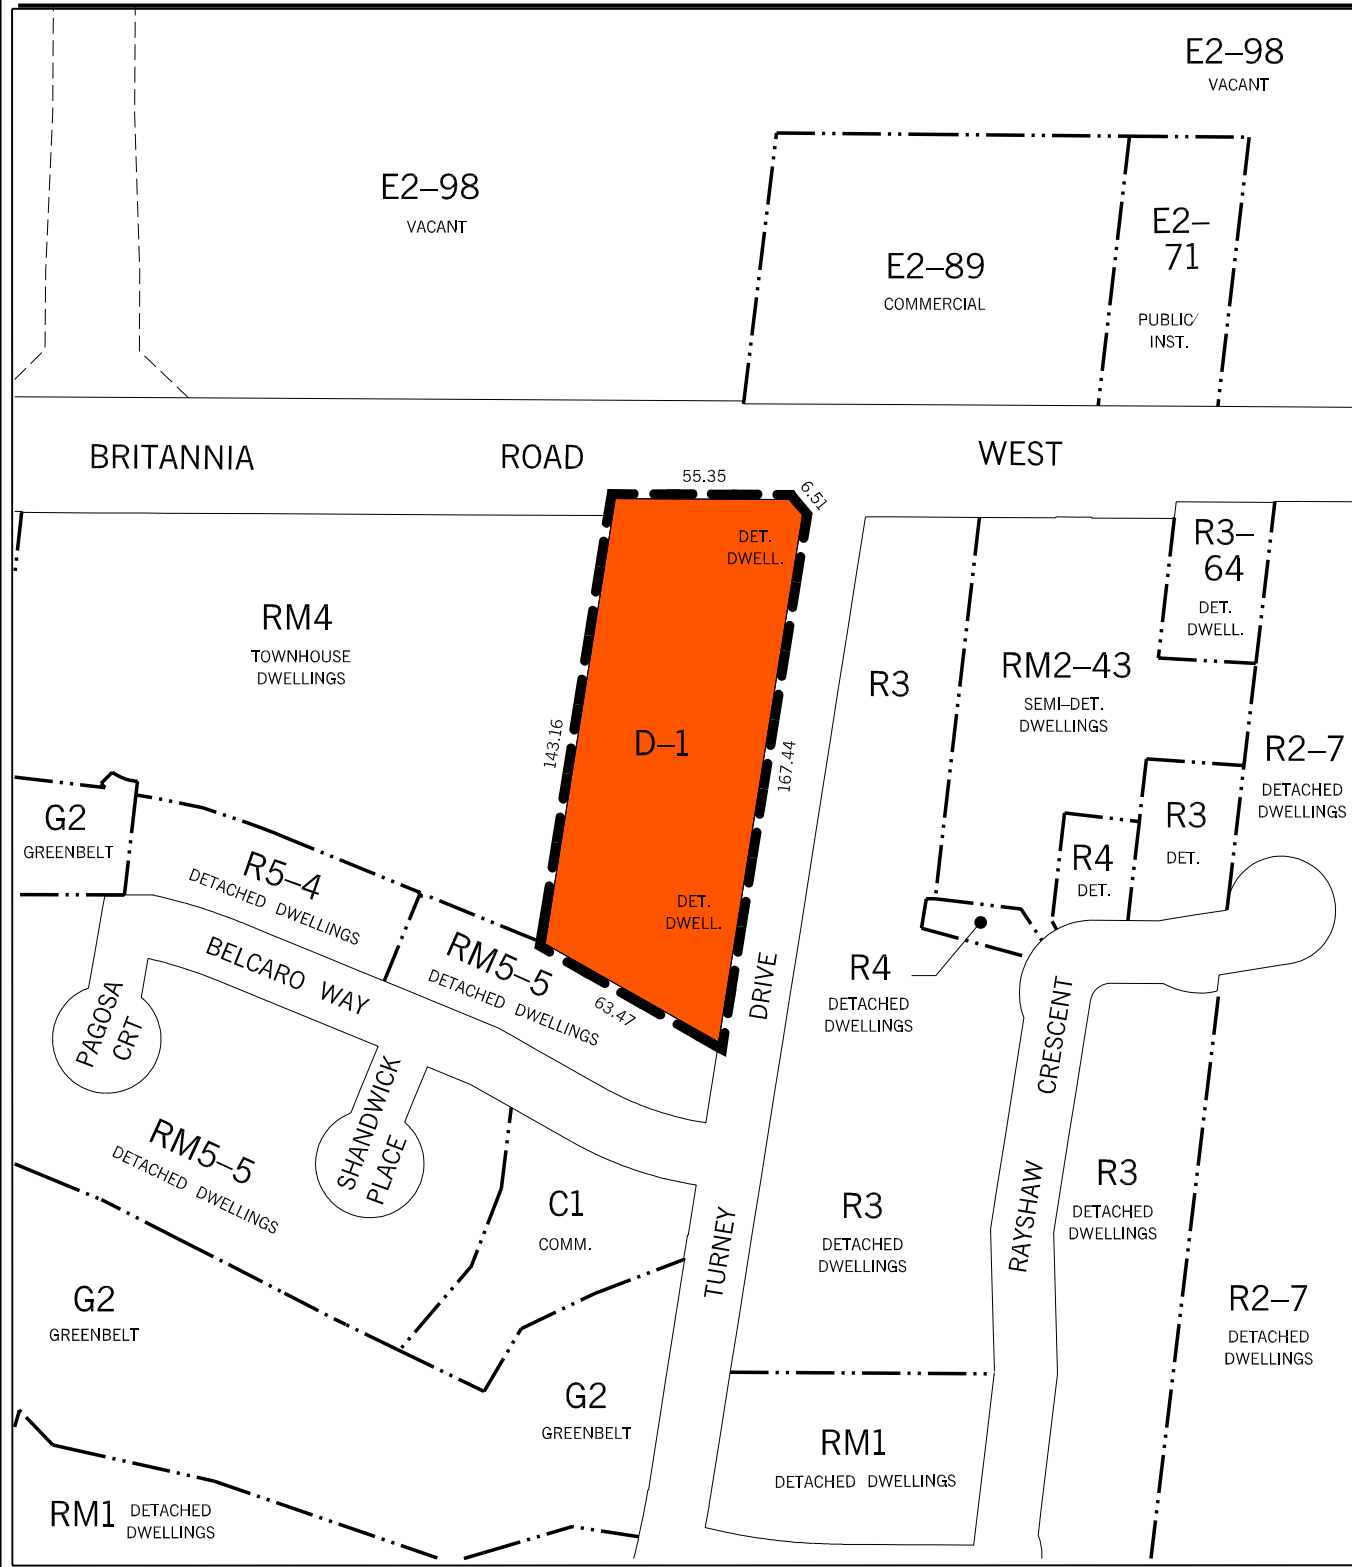 E2–98
VACANT
E2–98
VACANT
E2–89
COMMERCIAL
E2–
71
PUBLIC/
INST.
BRITANNIA ROAD WEST
55.35
6.51
DET.
DWELL.
R3–
64
DET.
DWELL.
RM4
TOWNHOUSE
DWELLINGS
R3
RM2–43
SEMI–DET.
DWELLINGS
143.16
D–1
167.44
R2–7
DETACHED
DWELLINGS
G2
GREENBELT
R3
DET.
R4
DET.
R5–4
DETACHED DWELLINGS
DET.
DWELL.
BELCARO WAY
RM5–5
DETACHED DWELLINGS
63.47
R4
DETACHED
DWELLINGS
TURNEY DRIVE
PAGOSA
CRT
SHANDWICK
PLACE
RAYSHAW CRESCENT
RM5–5
DETACHED DWELLINGS
C1
COMM.
R3
DETACHED
DWELLINGS
R3
DETACHED
DWELLINGS
G2
GREENBELT
R2–7
DETACHED
DWELLINGS
G2
GREENBELT
RM1
DETACHED DWELLINGS
RM1
DETACHED
DWELLINGS